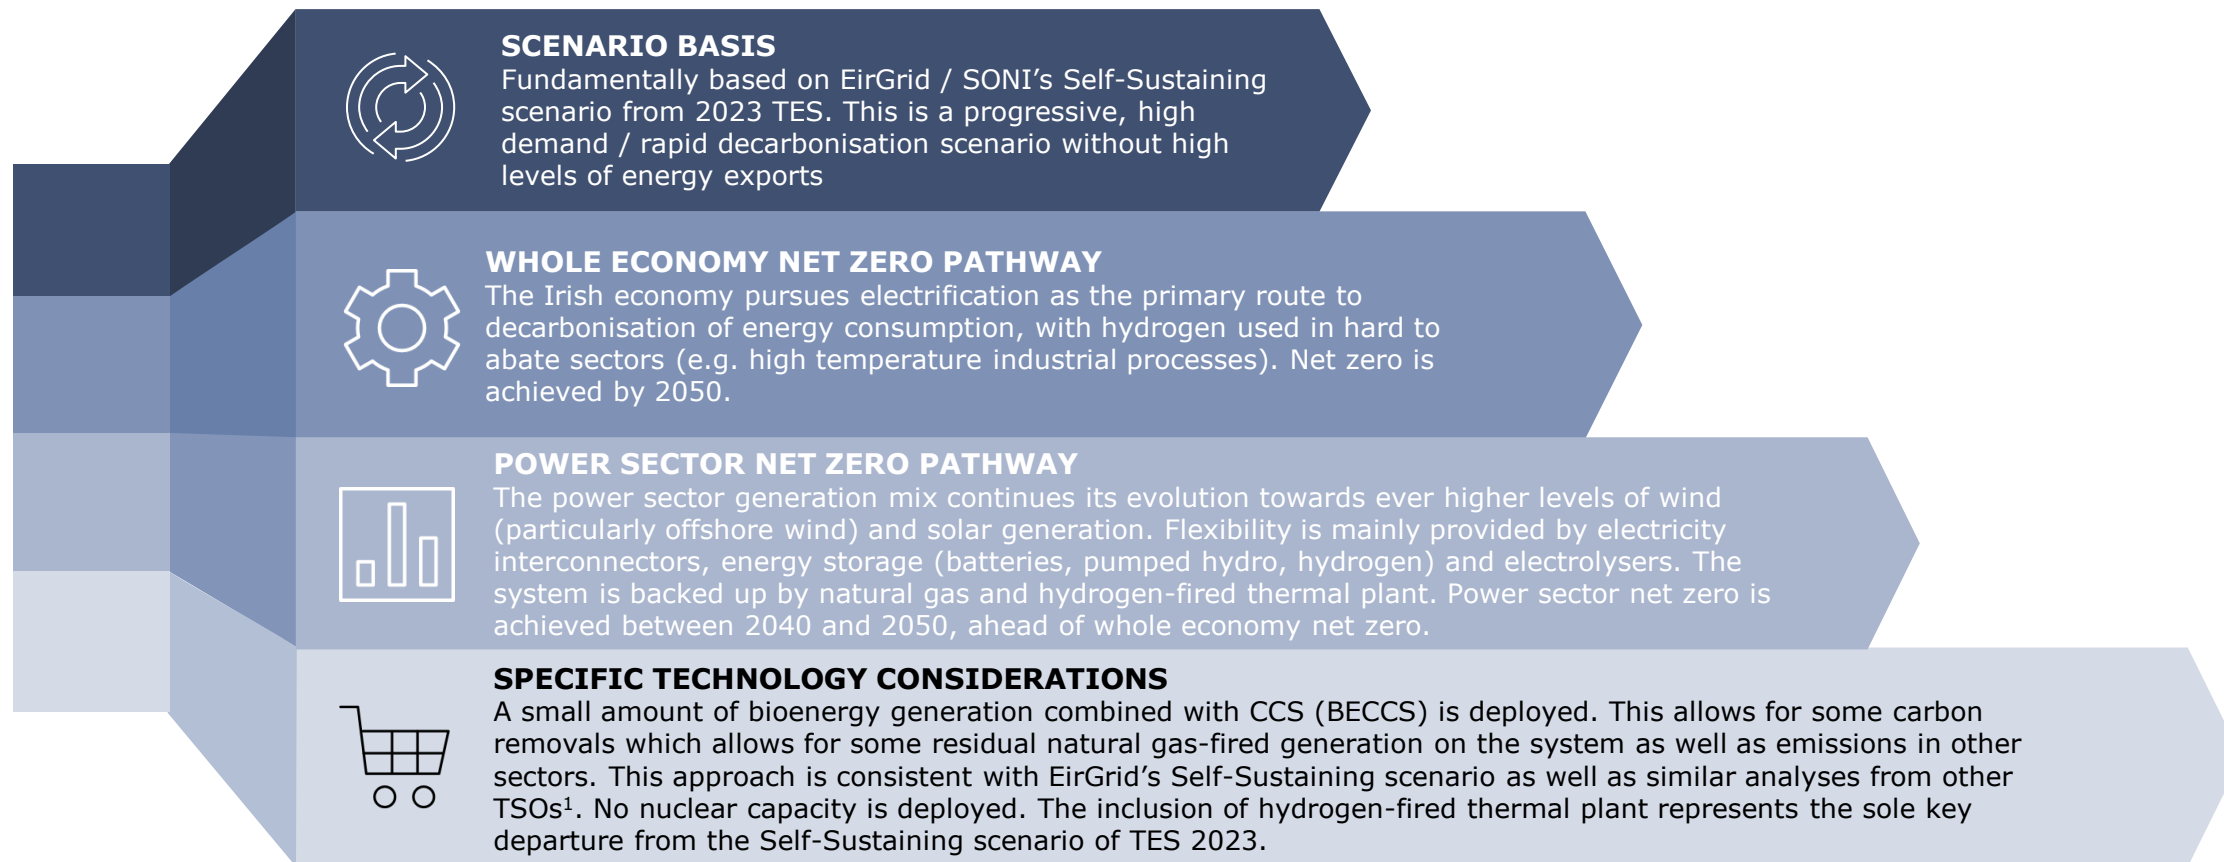 SCENARIO BASIS
Fundamentally based on EirGrid / SONI’s Self-Sustaining
scenario from 2023 TES. This is a progressive, high
demand / rapid decarbonisation scenario without high
levels of energy exports
WHOLE ECONOMY NET ZERO PATHWAY
The Irish economy pursues electrification as the primary route to
decarbonisation of energy consumption, with hydrogen used in hard to
abate sectors (e.g. high temperature industrial processes). Net zero is
achieved by 2050.
POWER SECTOR NET ZERO PATHWAY
The power sector generation mix continues its evolution towards ever higher levels of wind
(particularly offshore wind) and solar generation. Flexibility is mainly provided by electricity
interconnectors, energy storage (batteries, pumped hydro, hydrogen) and electrolysers. The
system is backed up by natural gas and hydrogen-fired thermal plant. Power sector net zero is
achieved between 2040 and 2050, ahead of whole economy net zero.
SPECIFIC TECHNOLOGY CONSIDERATIONS
A small amount of bioenergy generation combined with CCS (BECCS) is deployed. This allows for some carbon
removals which allows for some residual natural gas-fired generation on the system as well as emissions in other
sectors. This approach is consistent with EirGrid’s Self-Sustaining scenario as well as similar analyses from other
TSOs¹. No nuclear capacity is deployed. The inclusion of hydrogen-fired thermal plant represents the sole key
departure from the Self-Sustaining scenario of TES 2023.